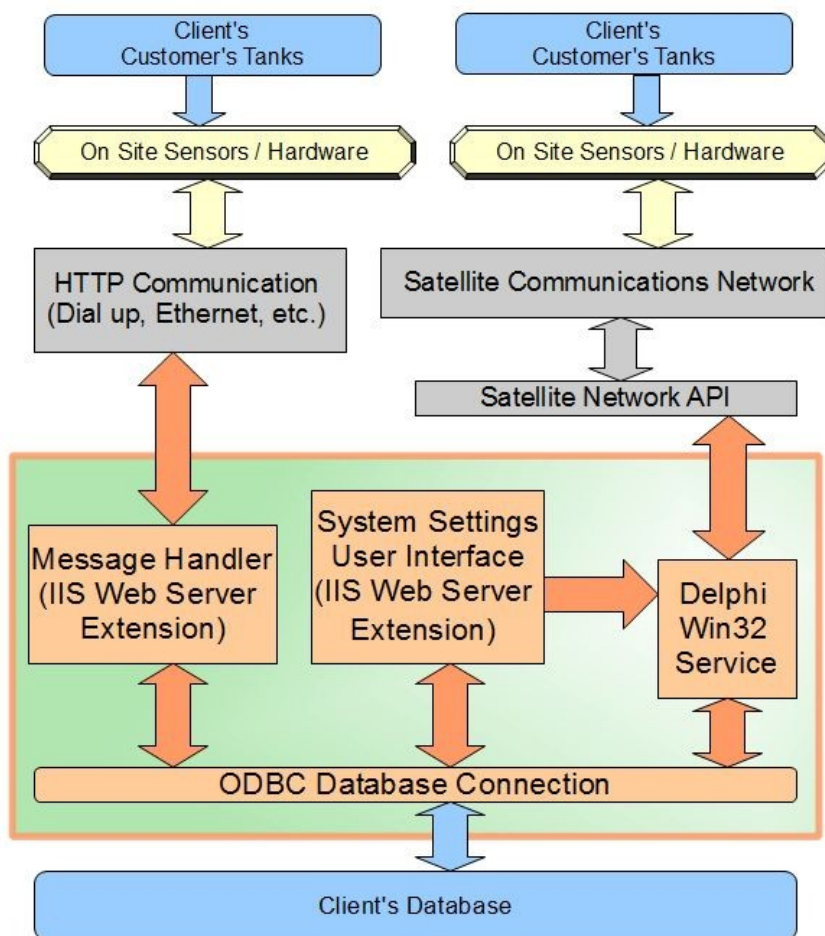 Client's
Customer's Tanks
Client's
Customer's Tanks
On Site Sensors / Hardware
On Site Sensors / Hardware
HTTP Communication
(Dial up, Ethernet, etc.)
Satellite Communications Network
Satellite Network API
Message Handler
(IIS Web Server
Extension)
System Settings
User Interface
(IIS Web Server
Extension)
Delphi
Win32
Service
ODBC Database Connection
Client's Database